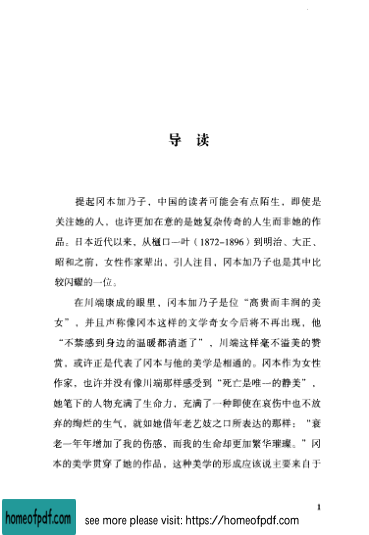 导 读
提起冈本加乃子，中国的读者可能会有点陌生，即使是
关注她的人，也许更加在意的是她复杂传奇的人生而非她的作
品。日本近代以来，从樋口一叶（1872-1896）到明治、大正、
昭和之前，女性作家辈出，引人注目，冈本加乃子也是其中比
较闪耀的一位。
在川端康成的眼里，冈本加乃子是位“高贵而丰润的美
女”，并且声称像冈本这样的文学奇女今后将不再出现，他
“不禁感到身边的温暖都消逝了”，川端这样毫不溢美的赞
赏，或许正是代表了冈本与他的美学是相通的。冈本作为女性
作家，也许并没有像川端那样感受到“死亡是唯一的静美”，
她笔下的人物充满了生命力，充满了一种即使在哀伤中也不放
弃的绚烂的生气，就如她借年老艺妓之口所表达的那样：“衰
老一年年增加了我的伤感，而我的生命却更加繁华璀璨。”冈
本的美学贯穿了她的作品，这种美学的形成应该说主要来自于
1
homeofpdf.com
see more please visit: https://homeofpdf.com